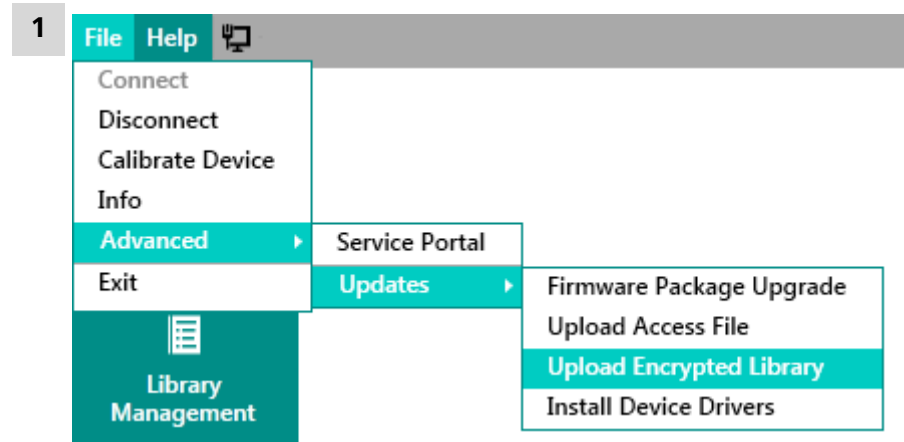 1
File Help
Connect
Disconnect
Calibrate Device
Info
Advanced
Service Portal
Exit
Updates
Firmware Package Upgrade
Upload Access File
Upload Encrypted Library
Install Device Drivers
Library
Management